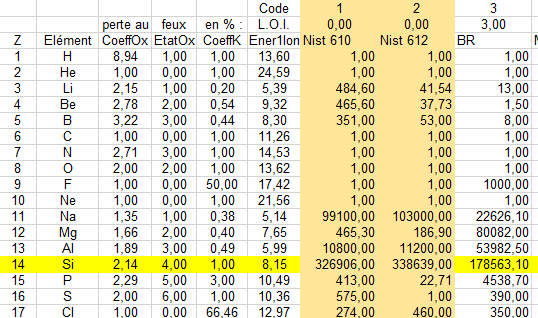 Code 1 2 3
perte au feux en % : L.O.I. 0,00 0,00 3,00
Z Elément CoeffOx EtatOx CoeffK Ener1Ion Nist 610 Nist 612 BR
1 H 8,94 1,00 1,00 13,60 1,00 1,00 1,00
2 He 1,00 0,00 1,00 24,59 1,00 1,00 1,00
3 Li 2,15 1,00 0,20 5,39 484,60 41,54 13,00
4 Be 2,78 2,00 0,54 9,32 465,60 37,73 1,50
5 B 3,22 3,00 0,44 8,30 351,00 53,00 8,00
6 C 1,00 0,00 1,00 11,26 1,00 1,00 1,00
7 N 2,71 3,00 1,00 14,53 1,00 1,00 1,00
8 O 2,00 2,00 1,00 13,62 1,00 1,00 1,00
9 F 1,00 0,00 50,00 17,42 1,00 1,00 1000,00
10 Ne 1,00 0,00 1,00 21,56 1,00 1,00 1,00
11 Na 1,35 1,00 0,38 5,14 99100,00 103000,00 22626,10
12 Mg 1,66 2,00 0,40 7,65 465,30 186,90 80082,00
13 Al 1,89 3,00 0,49 5,99 10800,00 11200,00 53982,50
14 Si 2,14 4,00 1,00 8,15 326906,00 338639,00 178563,10
15 P 2,29 5,00 3,00 10,49 413,00 22,71 4538,70
16 S 2,00 6,00 1,00 10,36 575,00 1,00 390,00
17 Cl 1,00 0,00 66,46 12,97 274,00 460,00 350,00